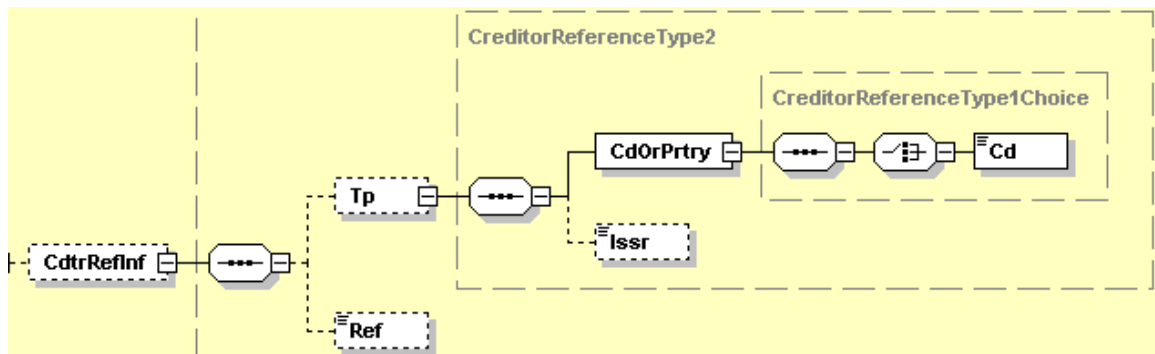 CreditorReferenceType2
CreditorReferenceType1Choice
CdOrPrtry
Cd
Tp
Issr
CdtrRefInf
Ref